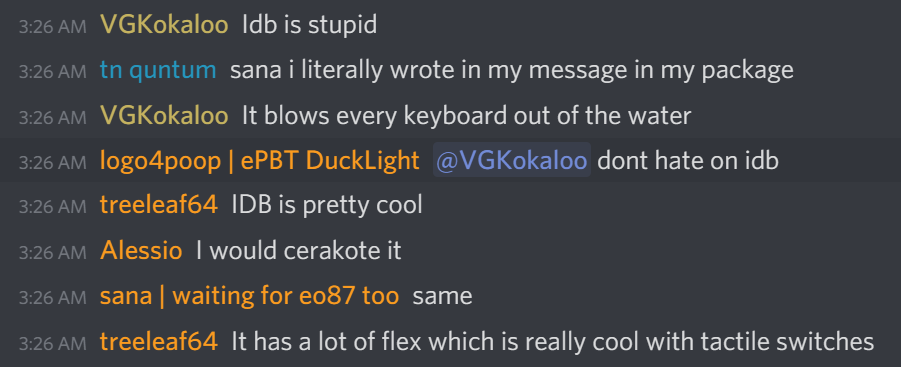 3:26 AM VGKokaloo Idb is stupid
3:26 AM tn quntum sana i literally wrote in my message in my package
3:26 AM VGKokaloo It blows every keyboard out of the water
3:26 AM logo4poop | ePBT DuckLight @VGKokaloo dont hate on idb
3:26 AM treeleaf64 IDB is pretty cool
3:26 AM Alessio I would cerakote it
3:26 AM sana | waiting for eo87 too same
3:26 AM treeleaf64 It has a lot of flex which is really cool with tactile switches